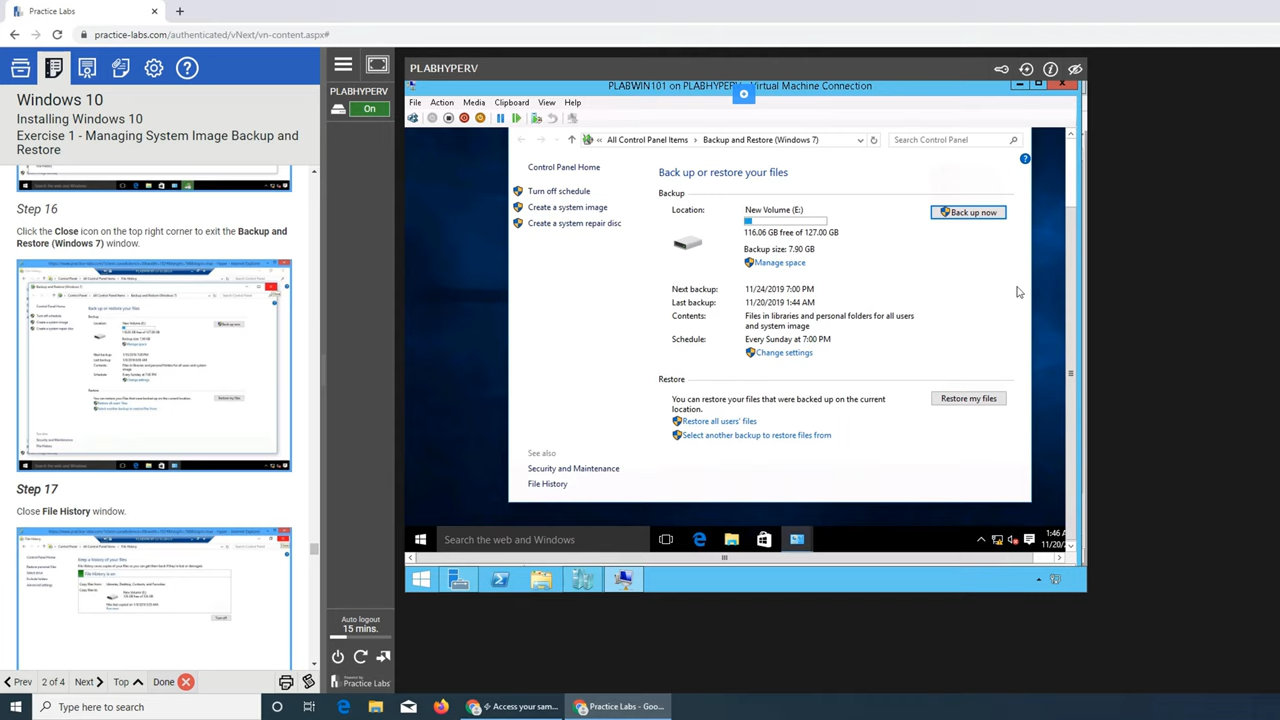 Practice Labs
practice-labs.com/authenticated/vNext/vn-content.aspx#
Windows 10
Installing Windows 10
Exercise 1 - Managing System Image Backup and
Restore
Step 16
Click the Close icon on the top right corner to exit the Backup and
Restore (Windows 7) window.
Step 17
Close File History window.
Prev 2 of 4 Next Top Done
PLABHYPERV
On
Auto logout
15 mins.
Practice Labs
PLABHYPERV
PLABWIN101 on PLABHYPERV - Virtual Machine Connection
File Action Media Clipboard View Help
« All Control Panel Items › Backup and Restore (Windows 7)
Search Control Panel
Control Panel Home
Turn off schedule
Create a system image
Create a system repair disc
Back up or restore your files
Backup
Location: New Volume (E:)
Back up now
116.06 GB free of 127.00 GB
Backup size: 7.90 GB
Manage space
Next backup: 11/24/2019 7:00 PM
Last backup: 11/20/2019 1:44 AM
Contents: Files in libraries and personal folders for all users
and system image
Schedule: Every Sunday at 7:00 PM
Change settings
Restore
You can restore your files that were backed up on the current
location.
Restore my files
Restore all users' files
Select another backup to restore files from
See also
Security and Maintenance
File History
Search the web and Windows
1:46
11/20/
Type here to search
Access your sam...
Practice Labs - Goo...